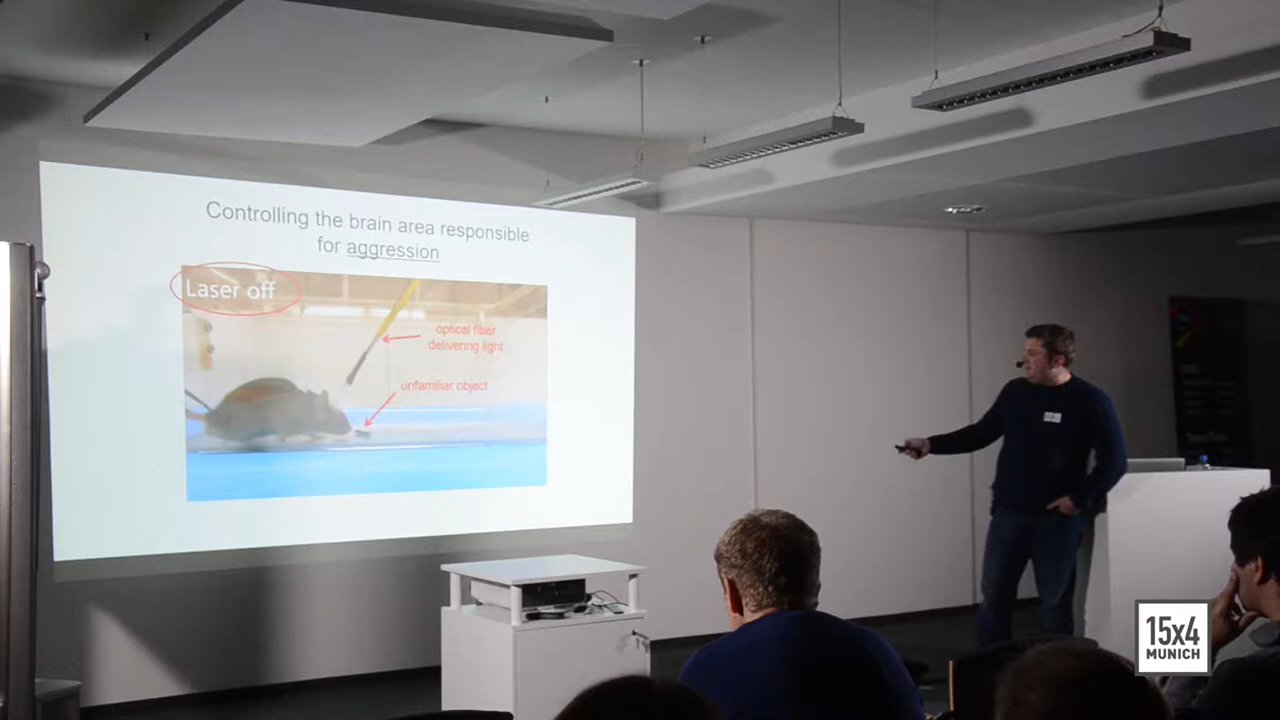 Controlling the brain area responsible
for aggression
Laser off
optical fiber
delivering light
unfamiliar object
15x4
MUNICH